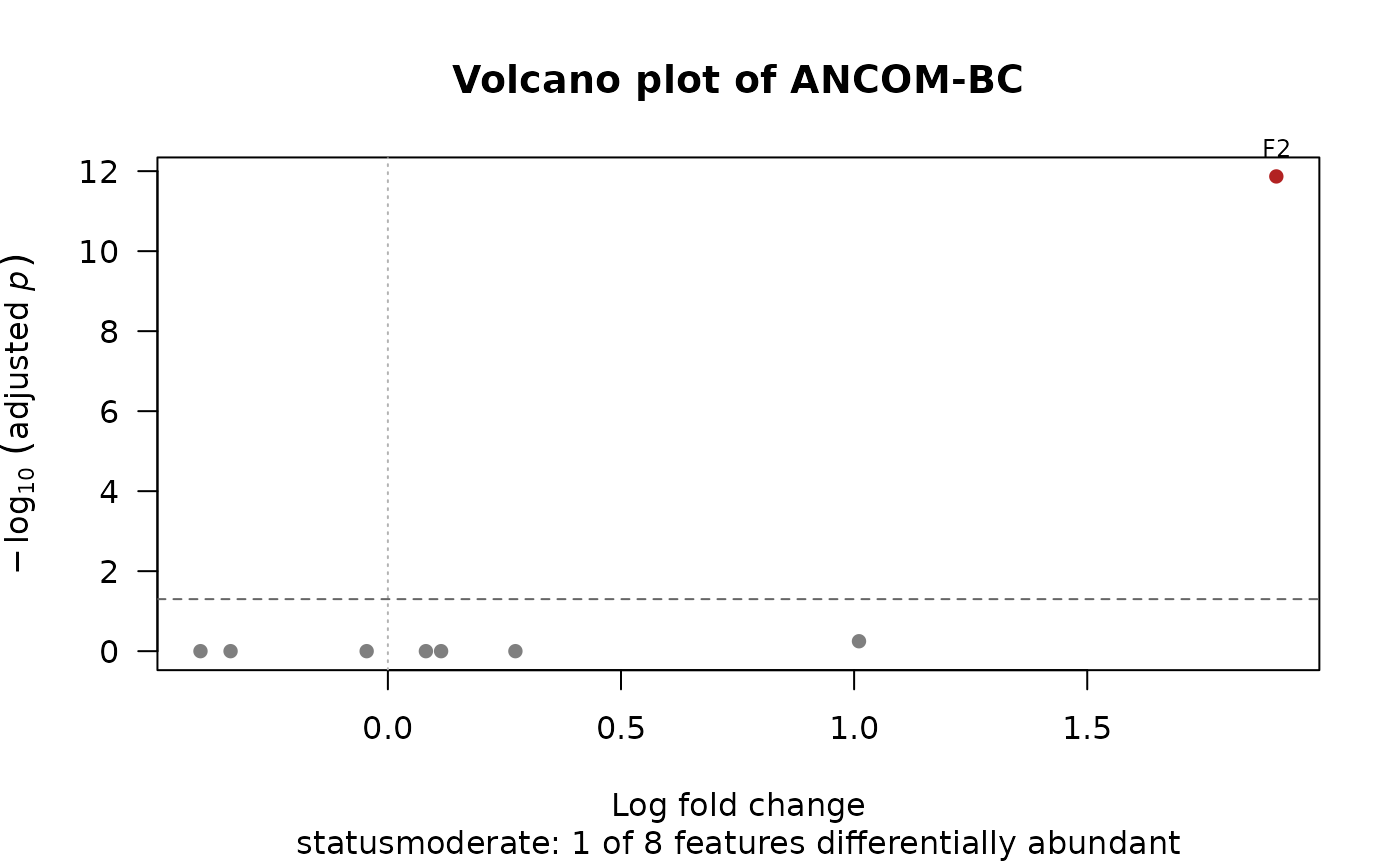 Volcano plot of ANCOM-BC
F2
12
10
8
6
4
2
0
− log₁₀ (adjusted p)
0.0 0.5 1.0 1.5
Log fold change
statusmoderate: 1 of 8 features differentially abundant